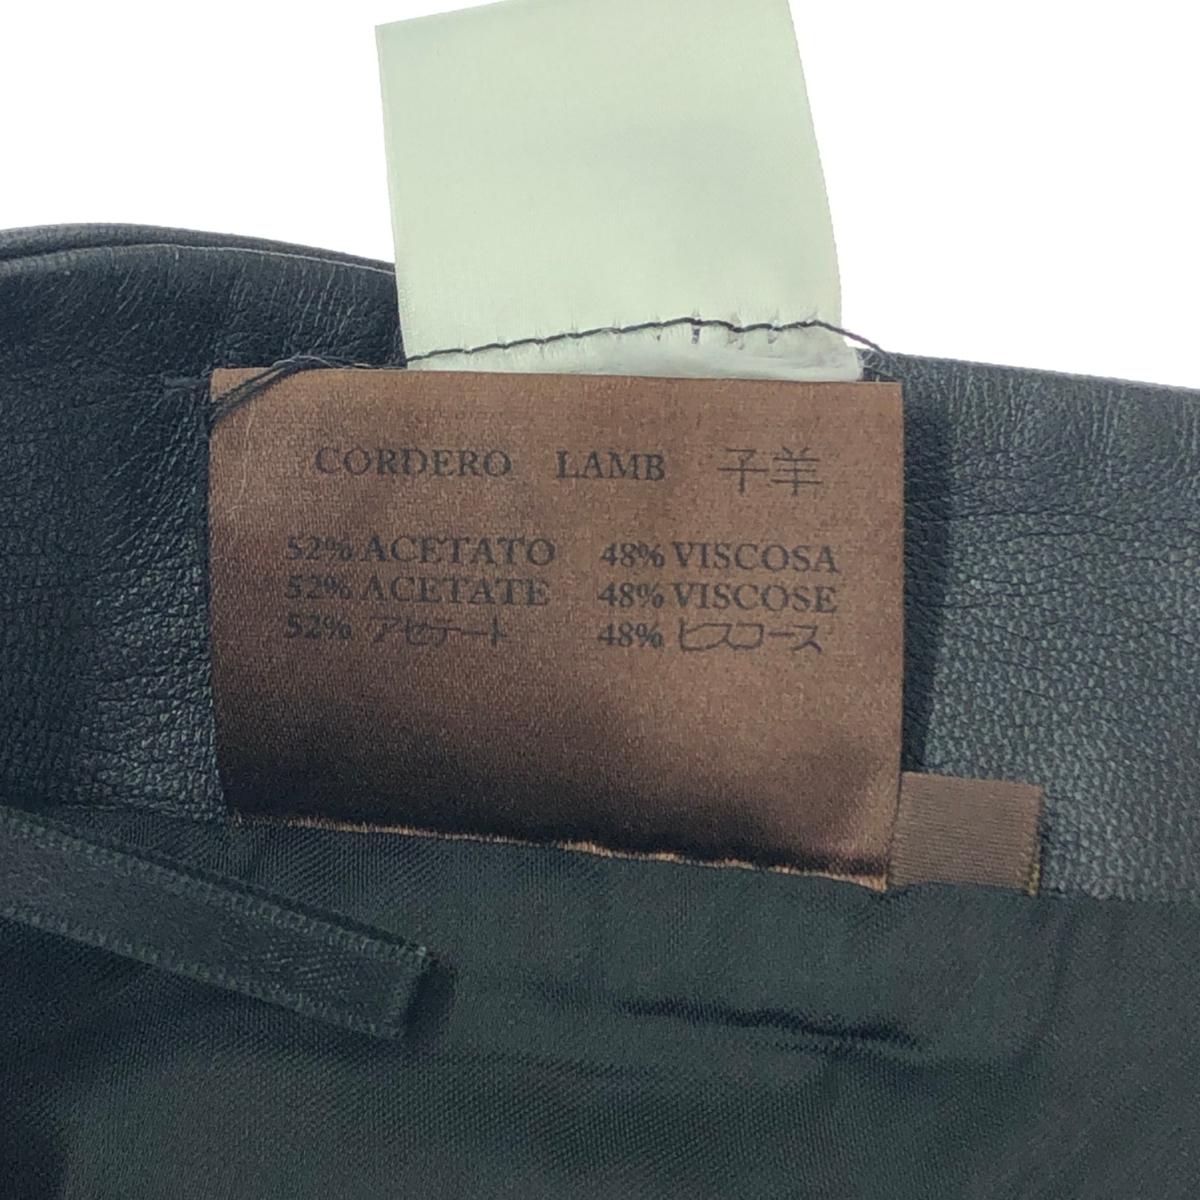 CORDERO LAMB 子羊
52% ACETATO 48% VISCOSA
52% ACETATE 48% VISCOSE
52% アセテート 48% ビスコース